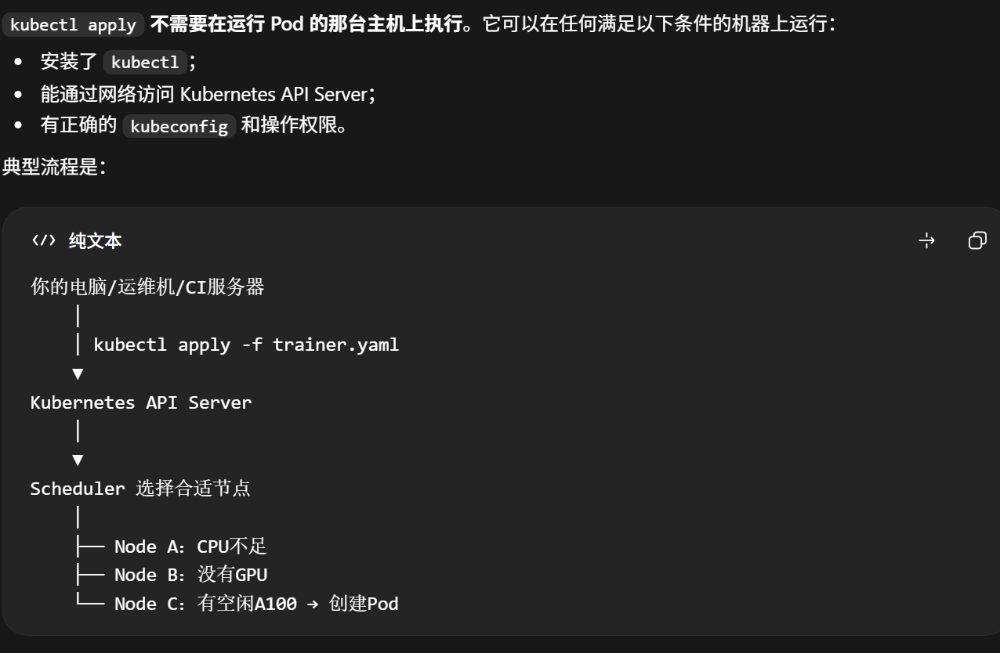 kubectl apply 不需要在运行 Pod 的那台主机上执行。它可以在任何满足以下条件的机器上运行：
• 安装了 kubectl；
• 能通过网络访问 Kubernetes API Server；
• 有正确的 kubeconfig 和操作权限。
典型流程是：
</> 纯文本
你的电脑/运维机/CI服务器
│
│ kubectl apply -f trainer.yaml
▼
Kubernetes API Server
│
▼
Scheduler 选择合适节点
│
├── Node A：CPU不足
├── Node B：没有GPU
└── Node C：有空闲A100 → 创建Pod